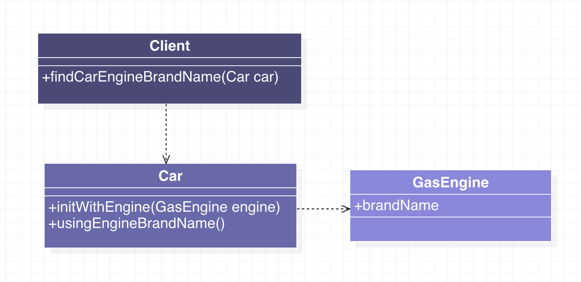 Client
+findCarEngineBrandName(Car car)
Car
+initWithEngine(GasEngine engine)
+usingEngineBrandName()
GasEngine
+brandName